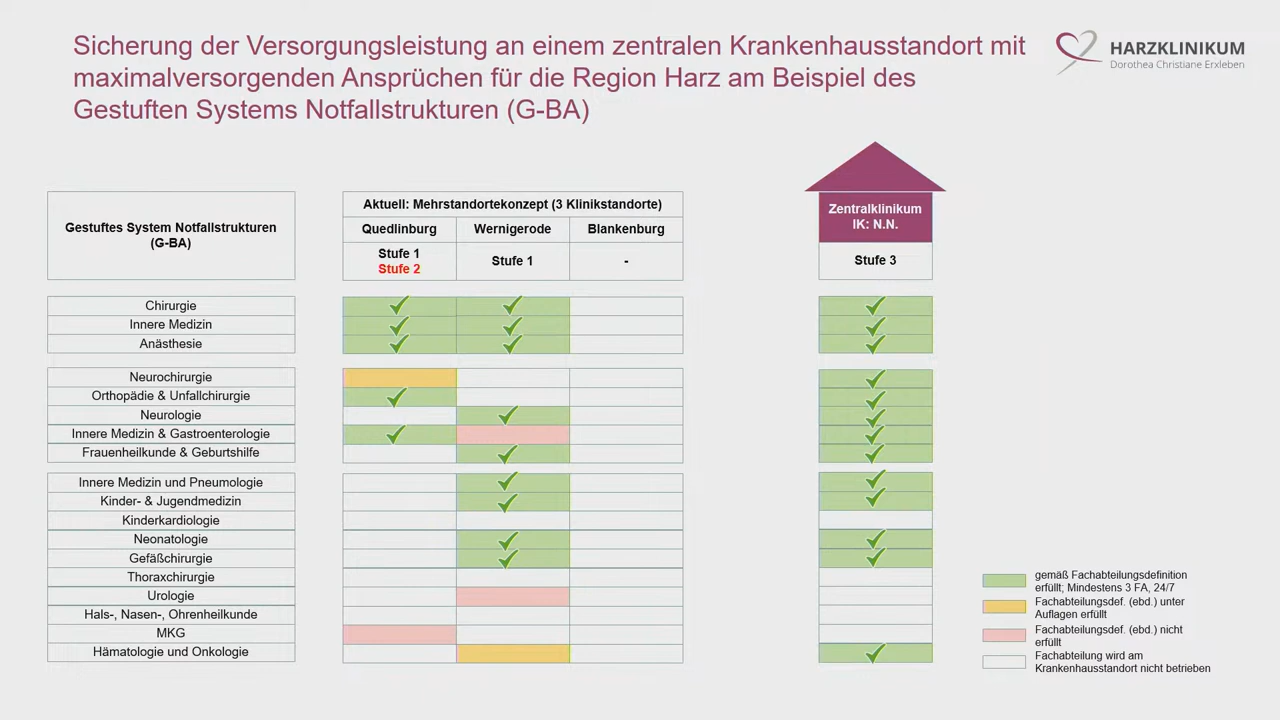 Sicherung der Versorgungsleistung an einem zentralen Krankenhausstandort mit
maximalversorgenden Ansprüchen für die Region Harz am Beispiel des
Gestuften Systems Notfallstrukturen (G-BA)
HARZKLINIKUM
Dorothea Christiane Erxleben
Gestuftes System Notfallstrukturen
(G-BA)
Aktuell: Mehrstandortekonzept (3 Klinikstandorte)
Quedlinburg
Wernigerode
Blankenburg
Stufe 1
Stufe 2
Stufe 1
-
Zentralklinikum
IK: N.N.
Stufe 3
Chirurgie
Innere Medizin
Anästhesie
Neurochirurgie
Orthopädie & Unfallchirurgie
Neurologie
Innere Medizin & Gastroenterologie
Frauenheilkunde & Geburtshilfe
Innere Medizin und Pneumologie
Kinder- & Jugendmedizin
Kinderkardiologie
Neonatologie
Gefäßchirurgie
Thoraxchirurgie
Urologie
Hals-, Nasen-, Ohrenheilkunde
MKG
Hämatologie und Onkologie
gemäß Fachabteilungsdefinition
erfüllt; Mindestens 3 FA, 24/7
Fachabteilungsdef. (ebd.) unter
Auflagen erfüllt
Fachabteilungsdef. (ebd.) nicht
erfüllt
Fachabteilung wird am
Krankenhausstandort nicht betrieben